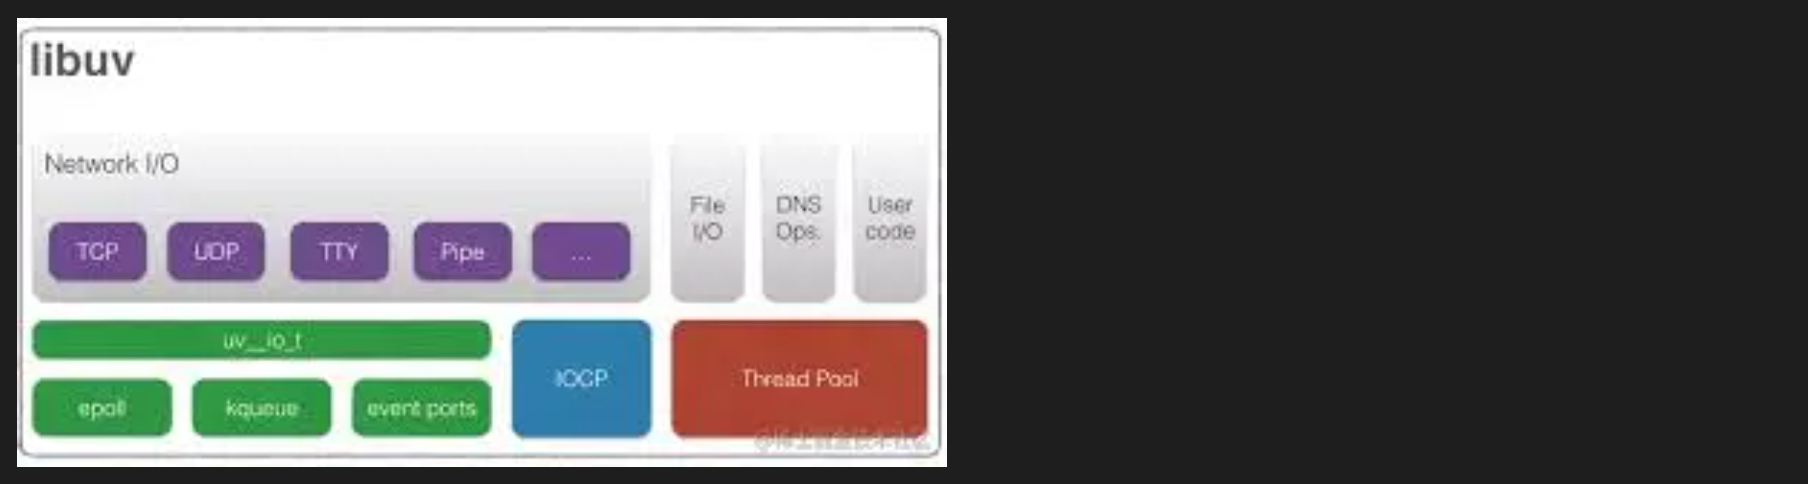 libuv
Network I/O
TCP
UDP
TTY
Pipe
...
File
I/O
DNS
Ops.
User
code
uv__io_t
epoll
kqueue
event ports
IOCP
Thread Pool